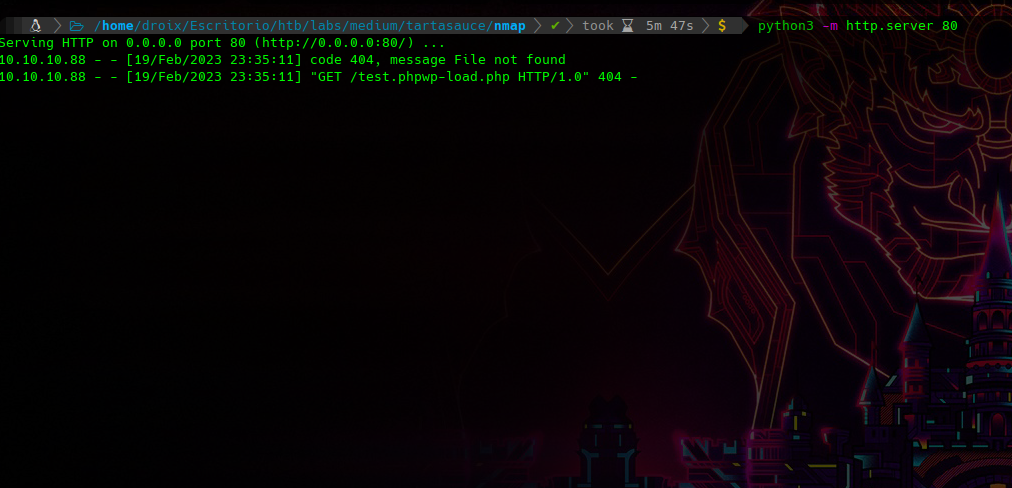 /home/droix/Escritorio/htb/labs/medium/tartasauce/nmap ✔ took ⌛ 5m 47s $ python3 -m http.server 80
Serving HTTP on 0.0.0.0 port 80 (http://0.0.0.0:80/) ...
10.10.10.88 - - [19/Feb/2023 23:35:11] code 404, message File not found
10.10.10.88 - - [19/Feb/2023 23:35:11] "GET /test.phpwp-load.php HTTP/1.0" 404 -